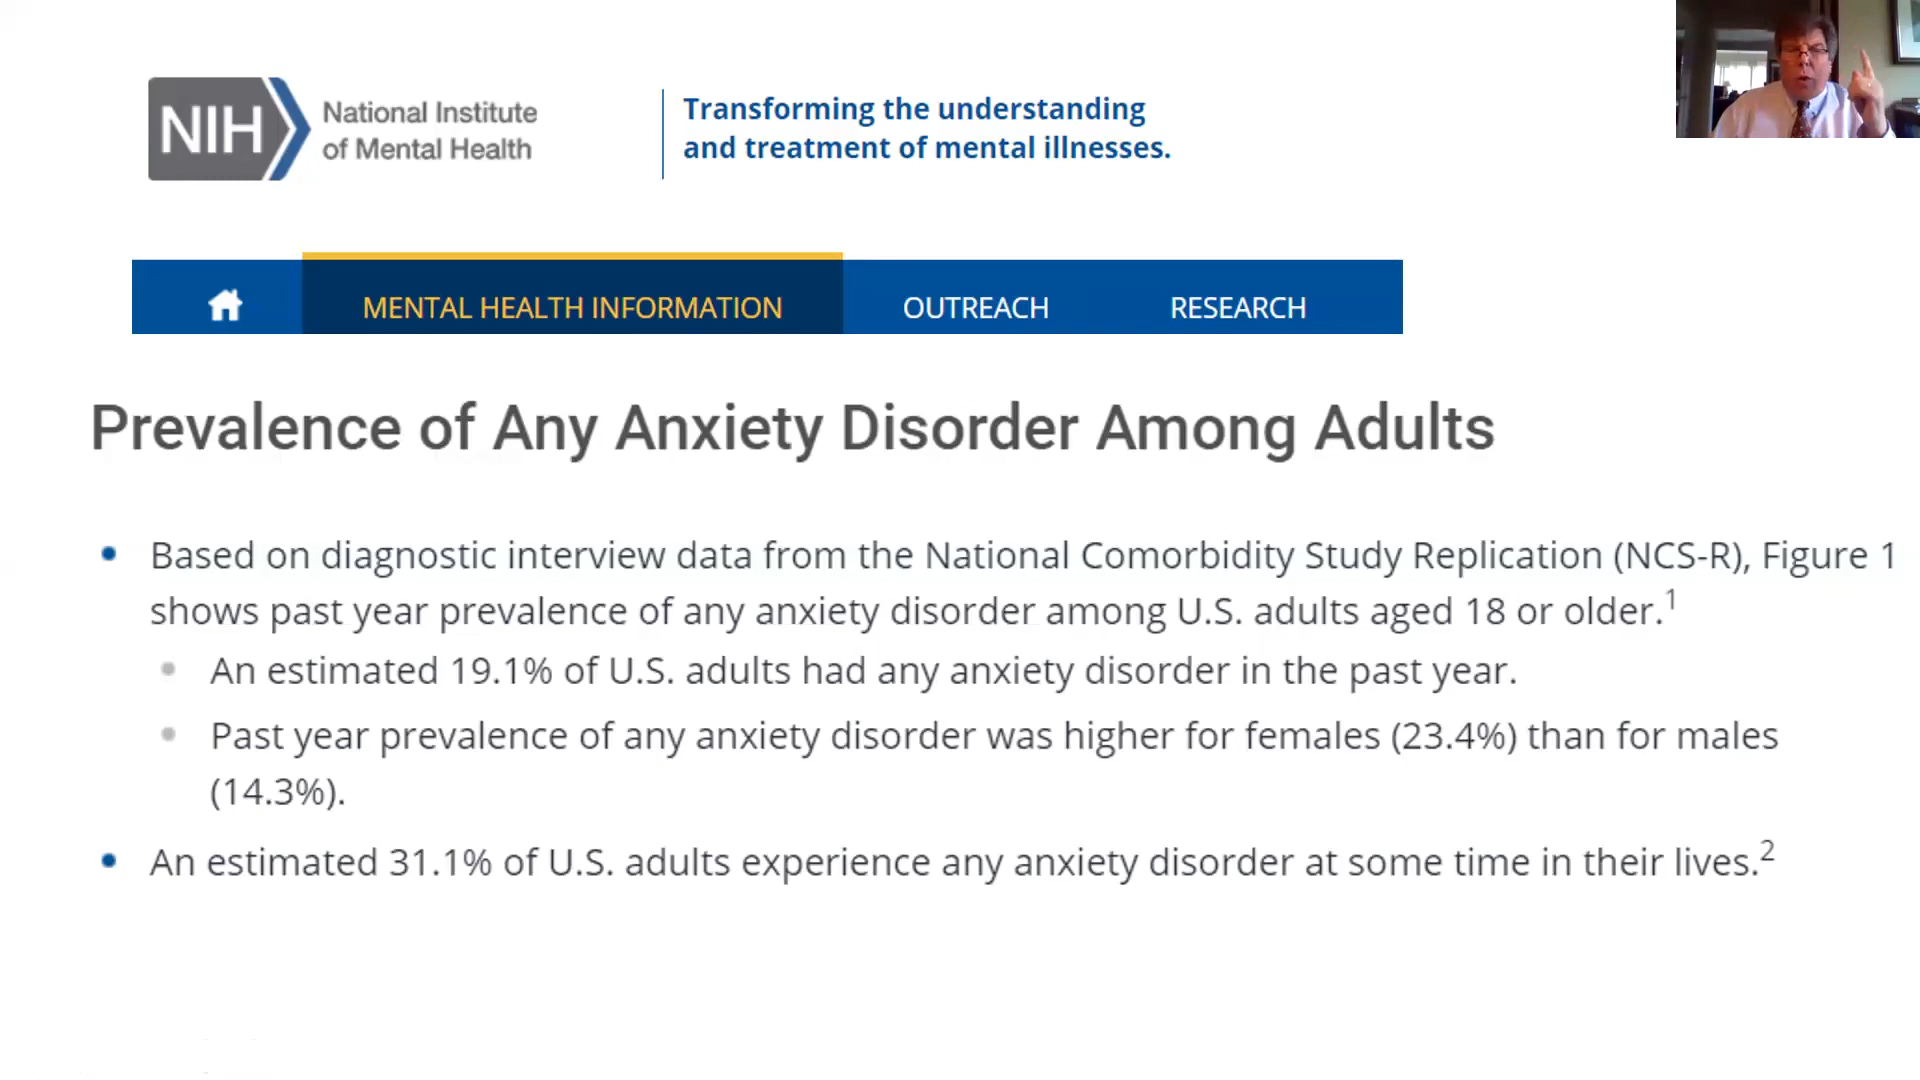 NIH National Institute
of Mental Health
Transforming the understanding
and treatment of mental illnesses.
MENTAL HEALTH INFORMATION OUTREACH RESEARCH
Prevalence of Any Anxiety Disorder Among Adults
• Based on diagnostic interview data from the National Comorbidity Study Replication (NCS-R), Figure 1
shows past year prevalence of any anxiety disorder among U.S. adults aged 18 or older.1
• An estimated 19.1% of U.S. adults had any anxiety disorder in the past year.
• Past year prevalence of any anxiety disorder was higher for females (23.4%) than for males
(14.3%).
• An estimated 31.1% of U.S. adults experience any anxiety disorder at some time in their lives.2